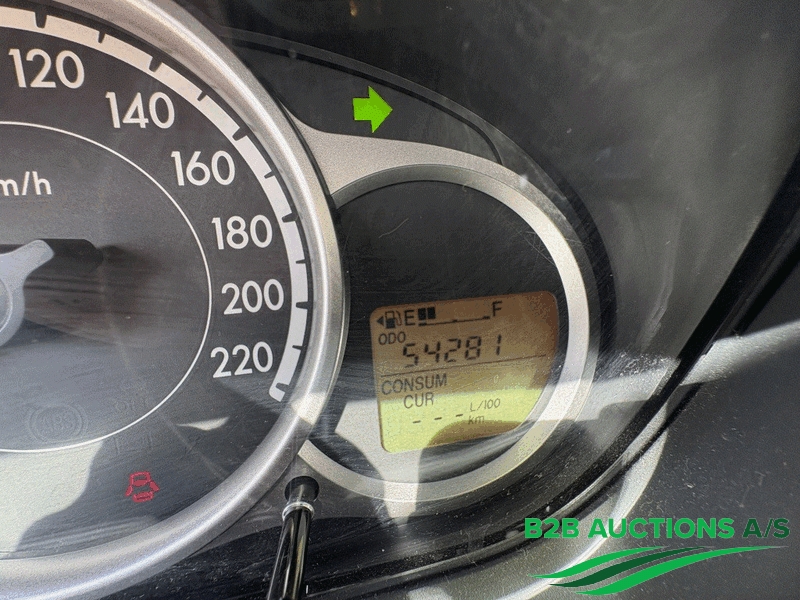 120
140
160
180
200
220
m/h
E F
ODO
54281
CONSUM
CUR
- - - L/100
km
B2B AUCTIONS A/S